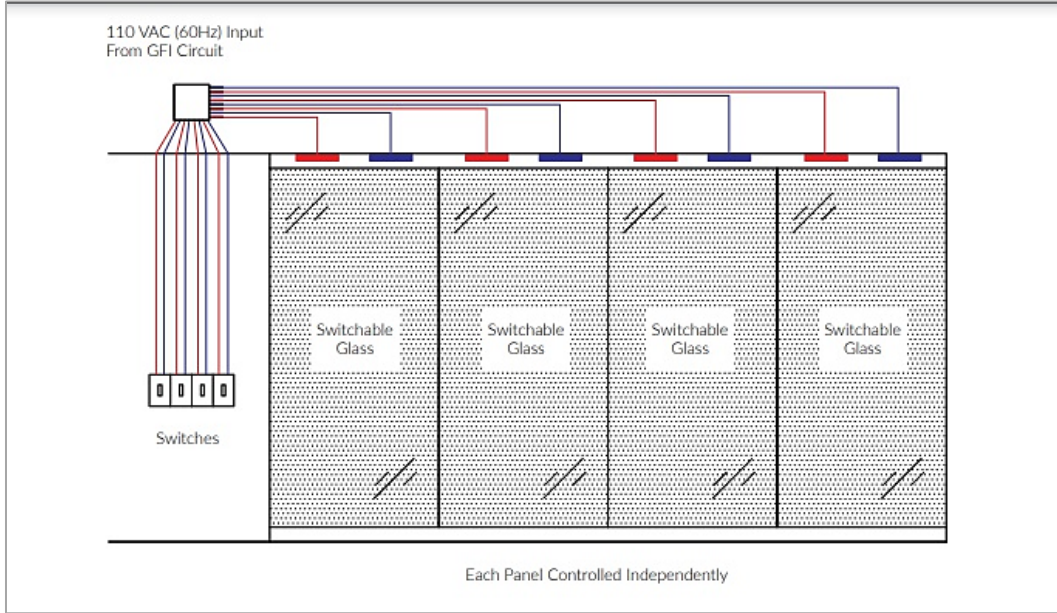 110 VAC (60Hz) Input
From GFI Circuit
Switchable
Glass
Switchable
Glass
Switchable
Glass
Switchable
Glass
Switches
Each Panel Controlled Independently